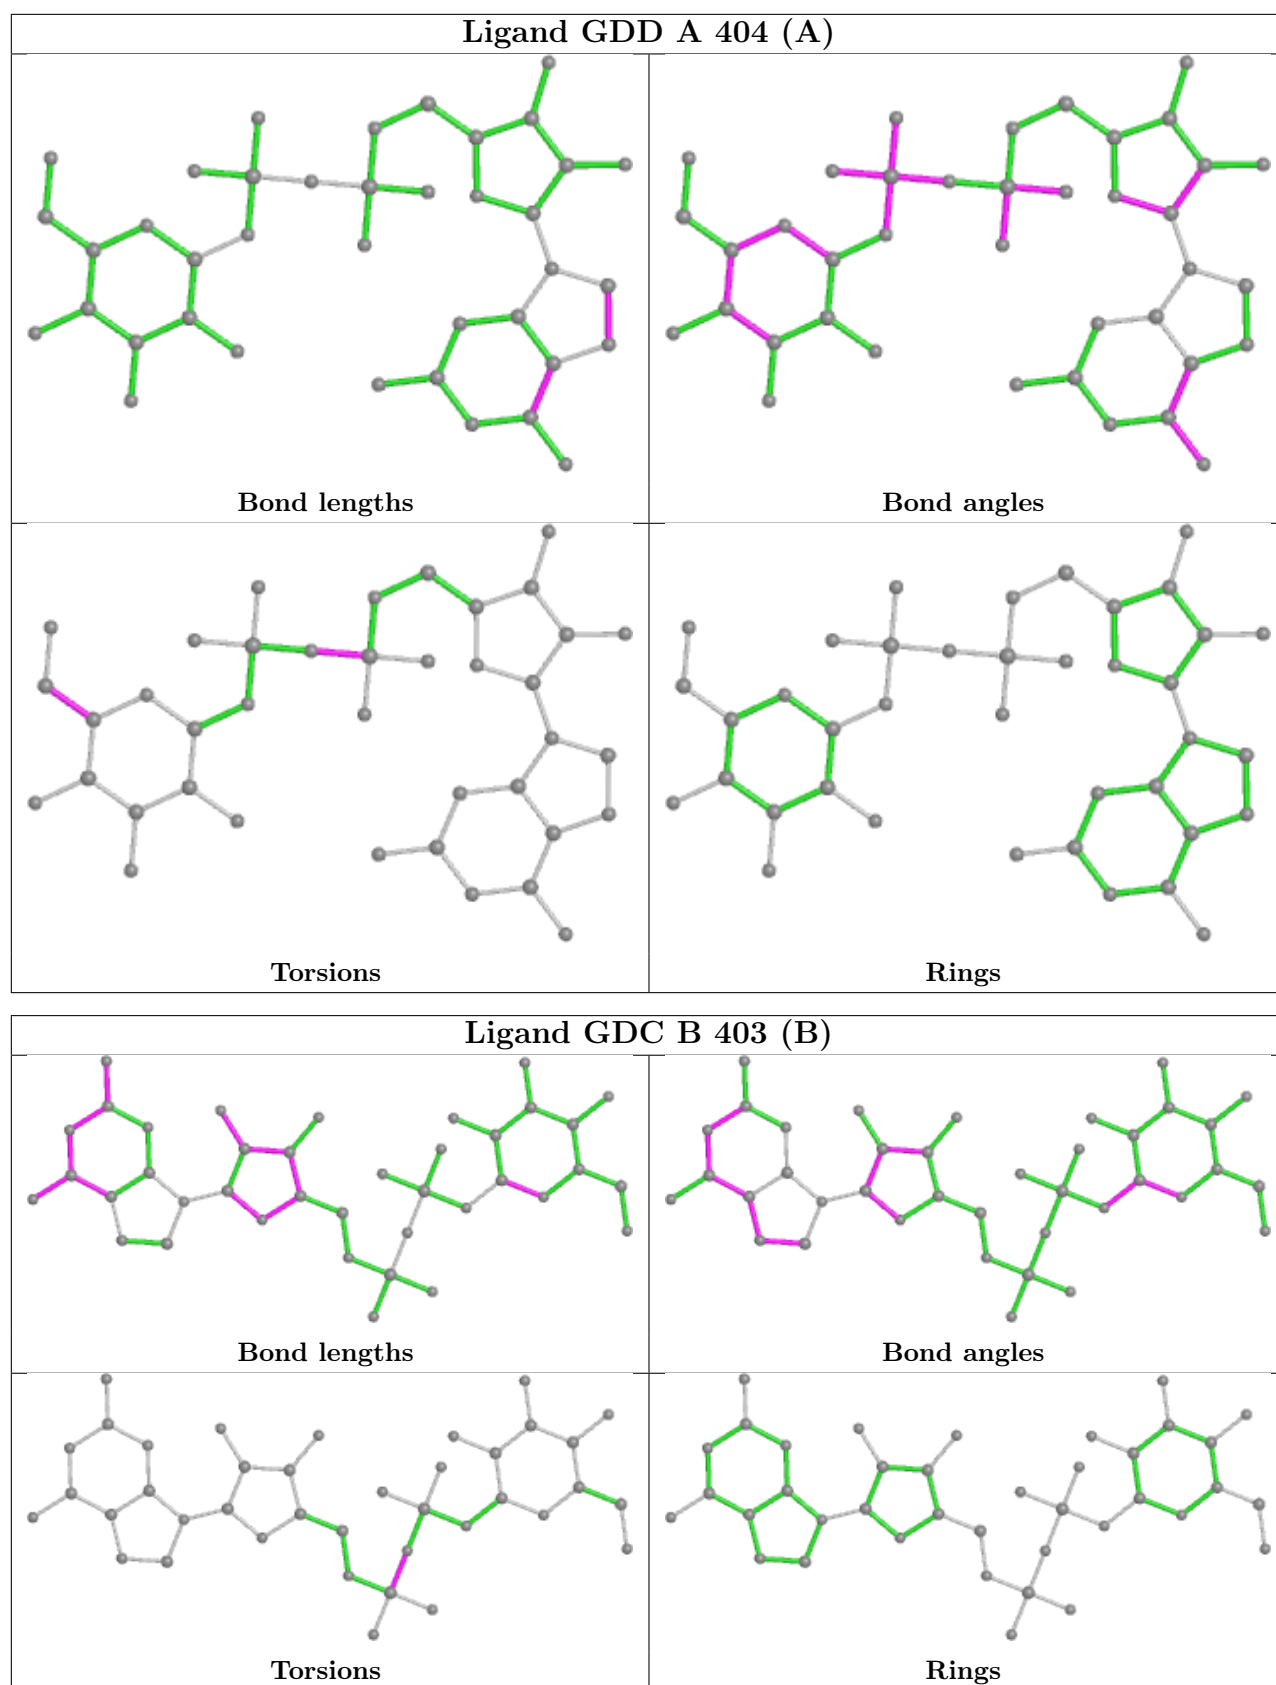 Ligand GDD A 404 (A)
Bond lengths
Bond angles
Torsions
Rings
Ligand GDC B 403 (B)
Bond lengths
Bond angles
Torsions
Rings